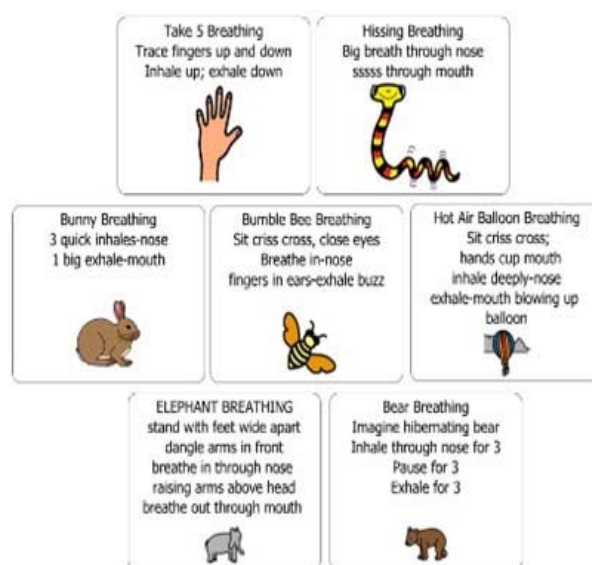 Take 5 Breathing
Trace fingers up and down
Inhale up; exhale down
Hissing Breathing
Big breath through nose
sssss through mouth
Bunny Breathing
3 quick inhales-nose
1 big exhale-mouth
Bumble Bee Breathing
Sit criss cross, close eyes
Breathe in-nose
fingers in ears-exhale buzz
Hot Air Balloon Breathing
Sit criss cross;
hands cup mouth
inhale deeply-nose
exhale-mouth blowing up
balloon
ELEPHANT BREATHING
stand with feet wide apart
dangle arms in front
breathe in through nose
raising arms above head
breathe out through mouth
Bear Breathing
Imagine hibernating bear
Inhale through nose for 3
Pause for 3
Exhale for 3